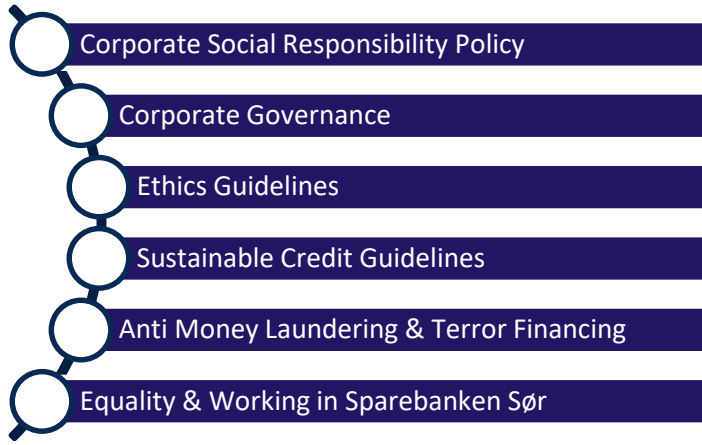 Corporate Social Responsibility Policy
Corporate Governance
Ethics Guidelines
Sustainable Credit Guidelines
Anti Money Laundering & Terror Financing
Equality & Working in Sparebanken Sør